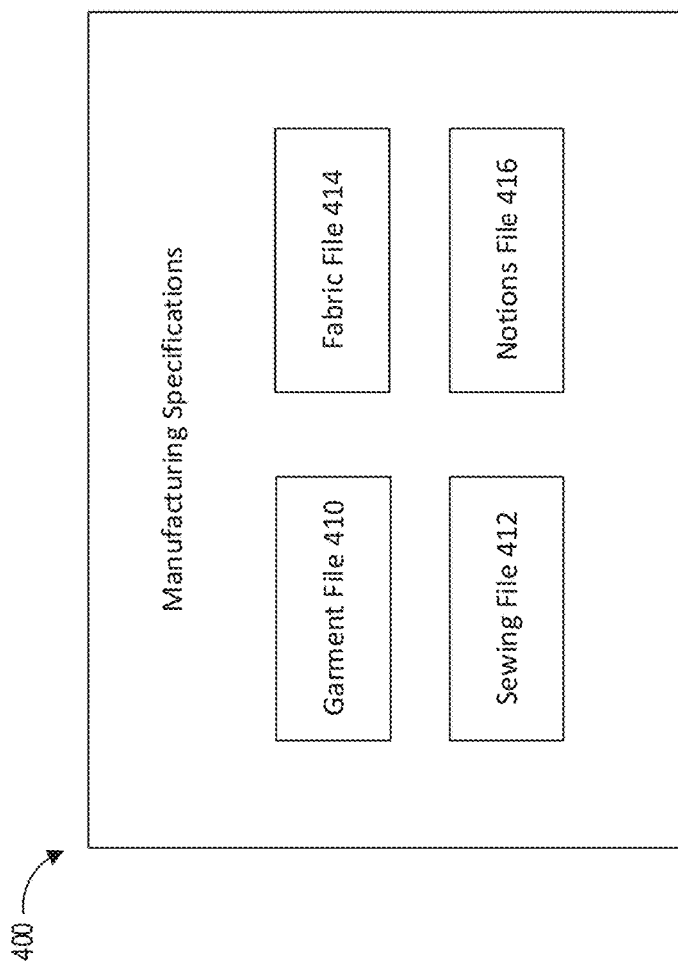 400
Manufacturing Specifications
Garment File 410
Fabric File 414
Sewing File 412
Notions File 416